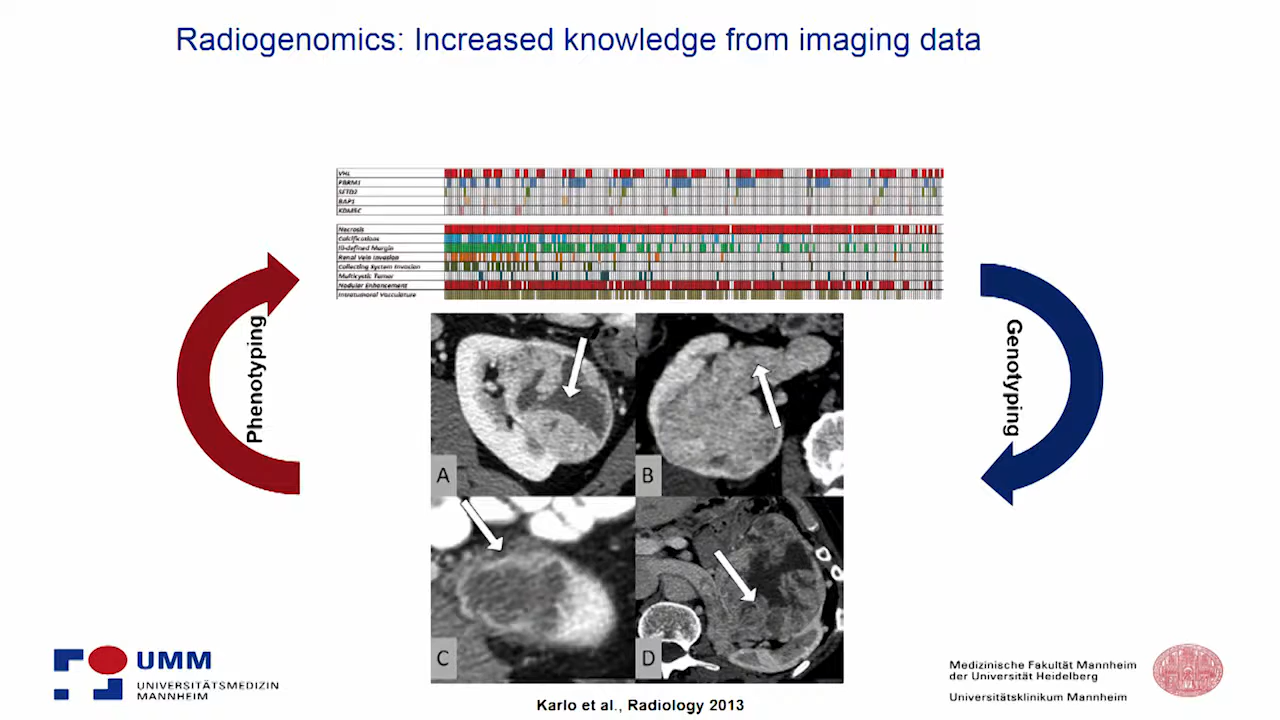 Radiogenomics: Increased knowledge from imaging data
VHL
PBRM1
SETD2
BAP1
KDM5C
Necrosis
Calcifications
Ill-defined Margin
Renal Vein Invasion
Collecting System Invasion
Multicystic Tumor
Nodular Enhancement
Intratumoral Vasculature
Phenotyping
Genotyping
A
B
C
D
UMM
UNIVERSITÄTSMEDIZIN
MANNHEIM
Karlo et al., Radiology 2013
Medizinische Fakultät Mannheim
der Universität Heidelberg
Universitätsklinikum Mannheim